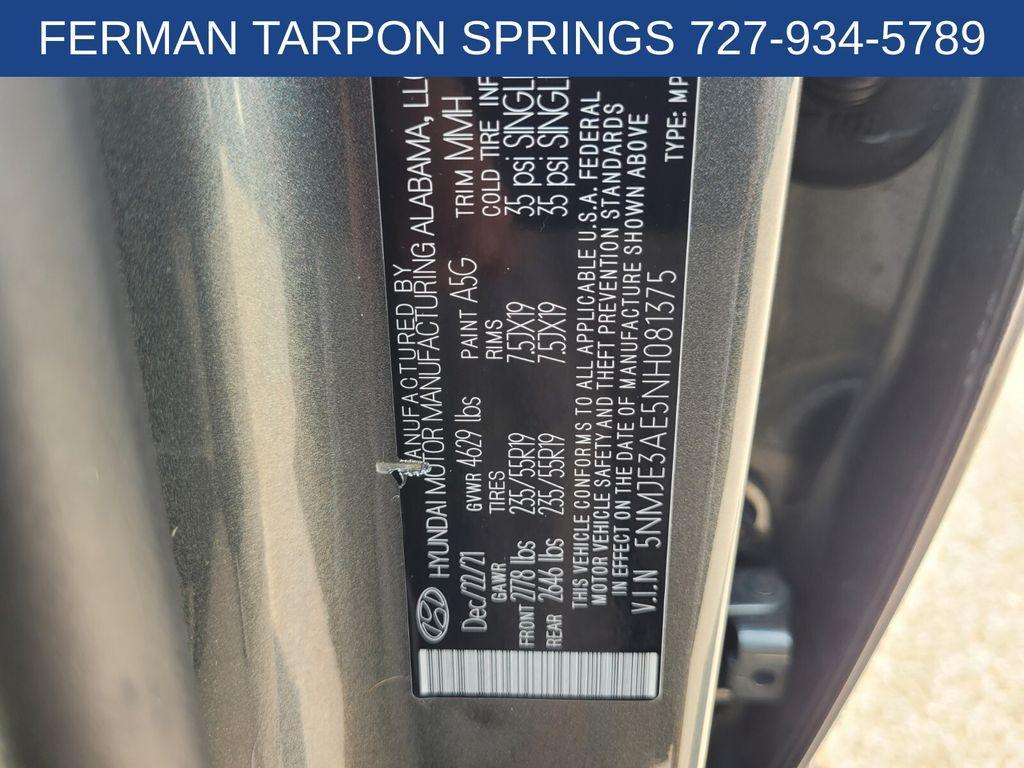 FERMAN TARPON SPRINGS 727-934-5789
MANUFACTURED BY
HYUNDAI MOTOR MANUFACTURING ALABAMA, LLC
Dec/22/21 GVWR 4629 lbs PAINT A5G TRIM MMH
GAWR TIRES RIMS COLD TIRE INF
FRONT 2778 lbs 235/55R19 7.5JX19 35 psi SINGL
REAR 2646 lbs 235/55R19 7.5JX19 35 psi SINGL
THIS VEHICLE CONFORMS TO ALL APPLICABLE U.S.A. FEDERAL
MOTOR VEHICLE SAFETY AND THEFT PREVENTION STANDARDS
IN EFFECT ON THE DATE OF MANUFACTURE SHOWN ABOVE
V.I.N 5NMJE3AE5NH081375 TYPE: MP